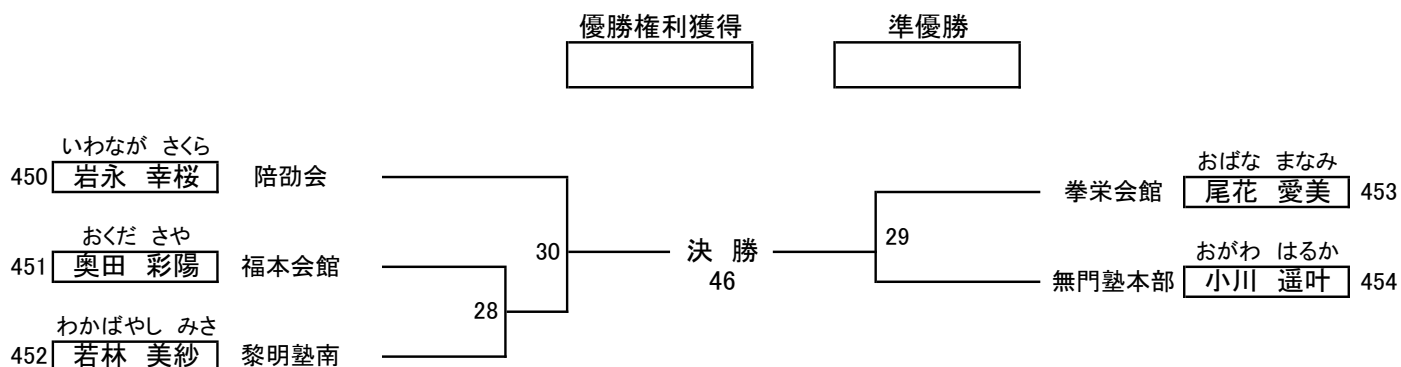 優勝権利獲得 準優勝
いわなが さくら
450 岩永 幸桜 陪劭会
おくだ さや
451 奥田 彩陽 福本会館
わかばやし みさ
452 若林 美紗 黎明塾南
30
28
決 勝
46
29
おばな まなみ
拳栄会館 尾花 愛美 453
おがわ はるか
無門塾本部 小川 遥叶 454